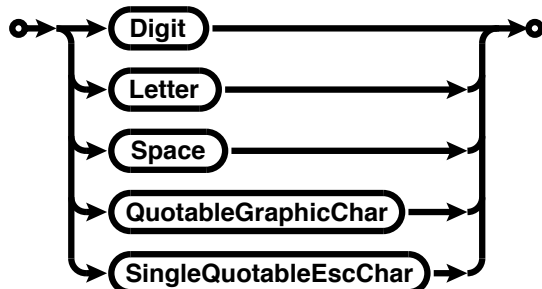 Digit
Letter
Space
QuotableGraphicChar
SingleQuotableEscChar